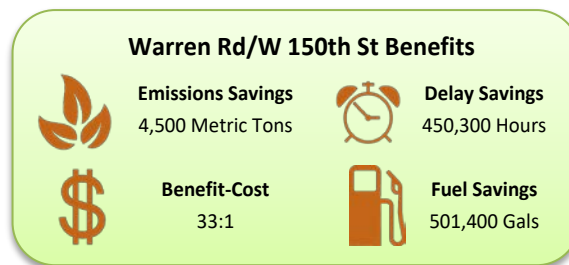 Warren Rd/W 150th St Benefits
Emissions Savings
4,500 Metric Tons
Delay Savings
450,300 Hours
Benefit-Cost
33:1
Fuel Savings
501,400 Gals